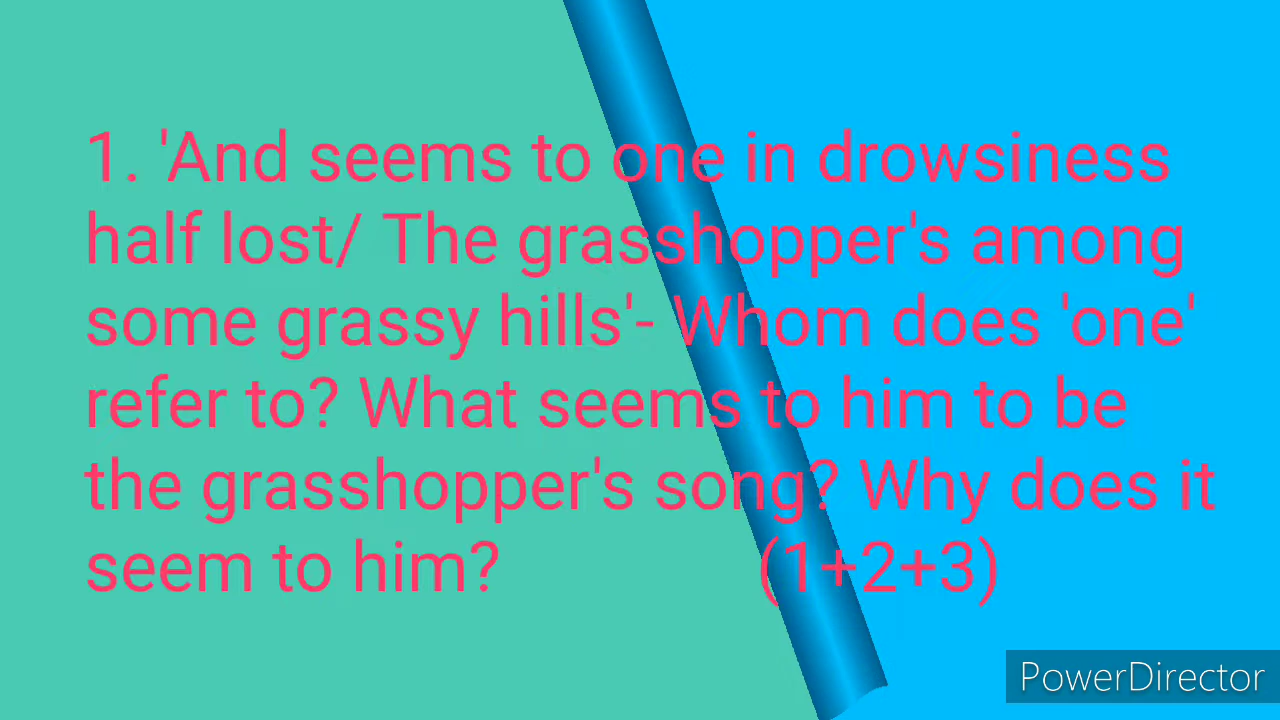 1. 'And seems to one in drowsiness
half lost/ The grasshopper's among
some grassy hills'- Whom does 'one'
refer to? What seems to him to be
the grasshopper's song? Why does it
seem to him? (1+2+3)
PowerDirector